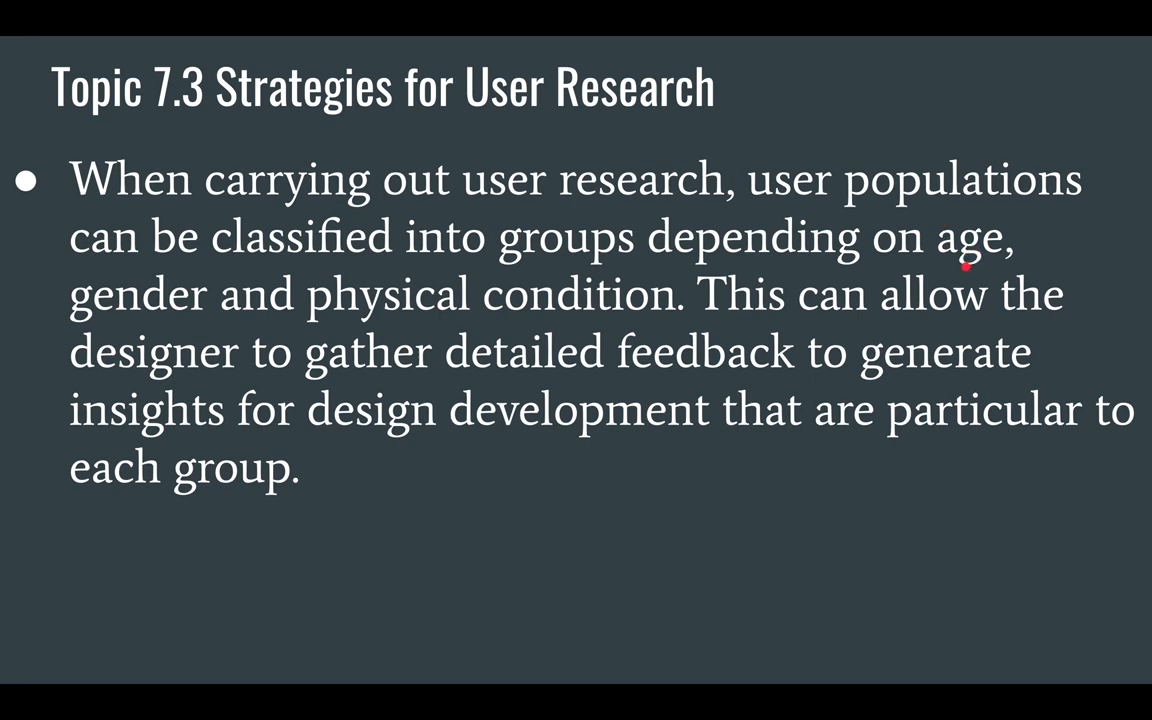 Topic 7.3 Strategies for User Research
● When carrying out user research, user populations
can be classified into groups depending on age,
gender and physical condition. This can allow the
designer to gather detailed feedback to generate
insights for design development that are particular to
each group.